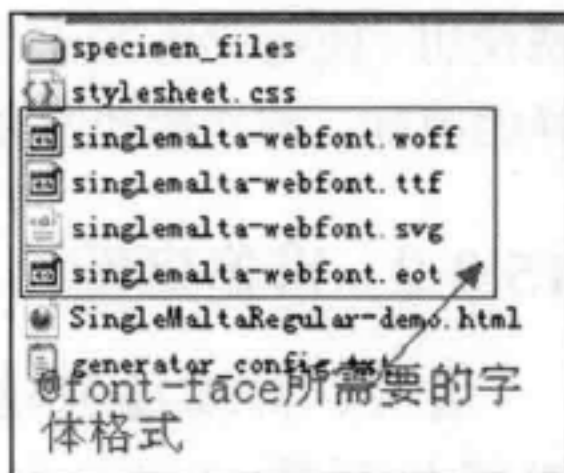 specimen_files
stylesheet.css
singlemalta-webfont.woff
singlemalta-webfont.ttf
singlemalta-webfont.svg
singlemalta-webfont.eot
SingleMaltaRegular-demo.html
generator_config.txt
@font-face所需要的字
体格式